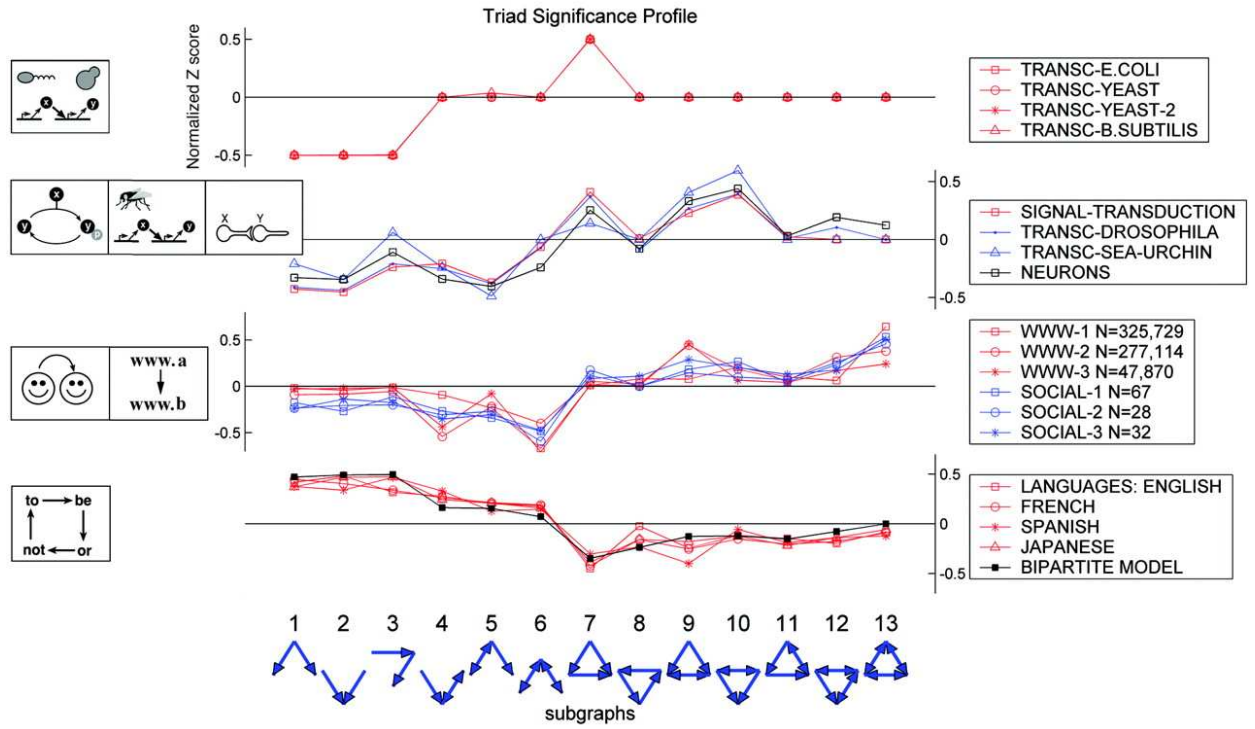 Triad Significance Profile
Normalized Z score
0.5
0
-0.5
x
y
x
y
TRANSC-E.COLI
TRANSC-YEAST
TRANSC-YEAST-2
TRANSC-B.SUBTILIS
x
y
y
p
x
y
X Y
0.5
0
-0.5
SIGNAL-TRANSDUCTION
TRANSC-DROSOPHILA
TRANSC-SEA-URCHIN
NEURONS
www.a
www.b
0.5
0
-0.5
WWW-1 N=325,729
WWW-2 N=277,114
WWW-3 N=47,870
SOCIAL-1 N=67
SOCIAL-2 N=28
SOCIAL-3 N=32
to be
not or
0.5
0
-0.5
LANGUAGES: ENGLISH
FRENCH
SPANISH
JAPANESE
BIPARTITE MODEL
1 2 3 4 5 6 7 8 9 10 11 12 13
subgraphs